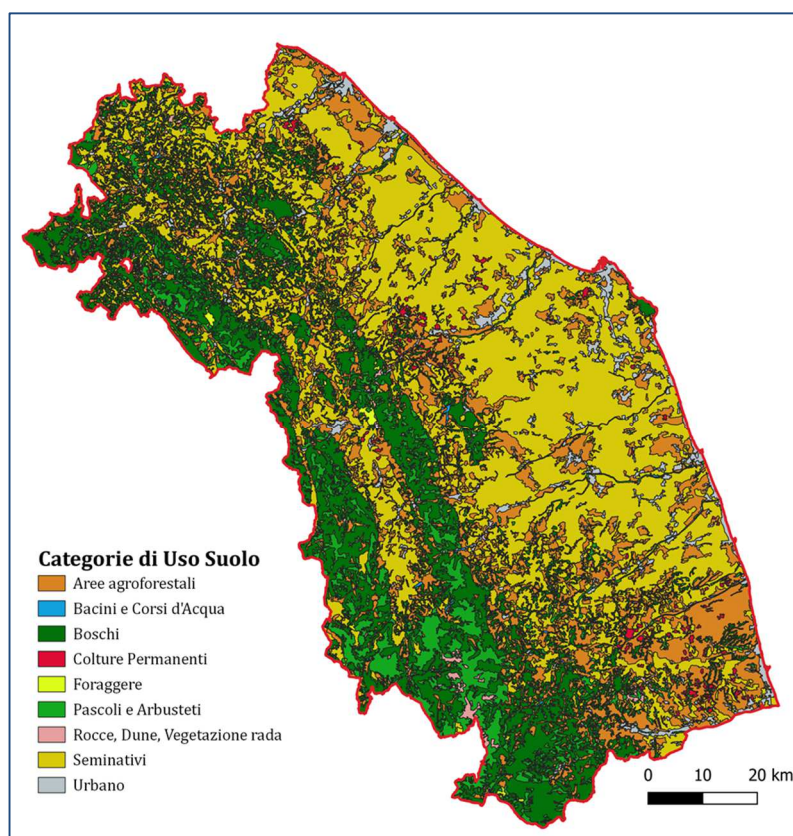 Categorie di Uso Suolo
Aree agroforestali
Bacini e Corsi d'Acqua
Boschi
Colture Permanenti
Foraggere
Pascoli e Arbusteti
Rocce, Dune, Vegetazione rada
Seminativi
Urbano
0 10 20 km